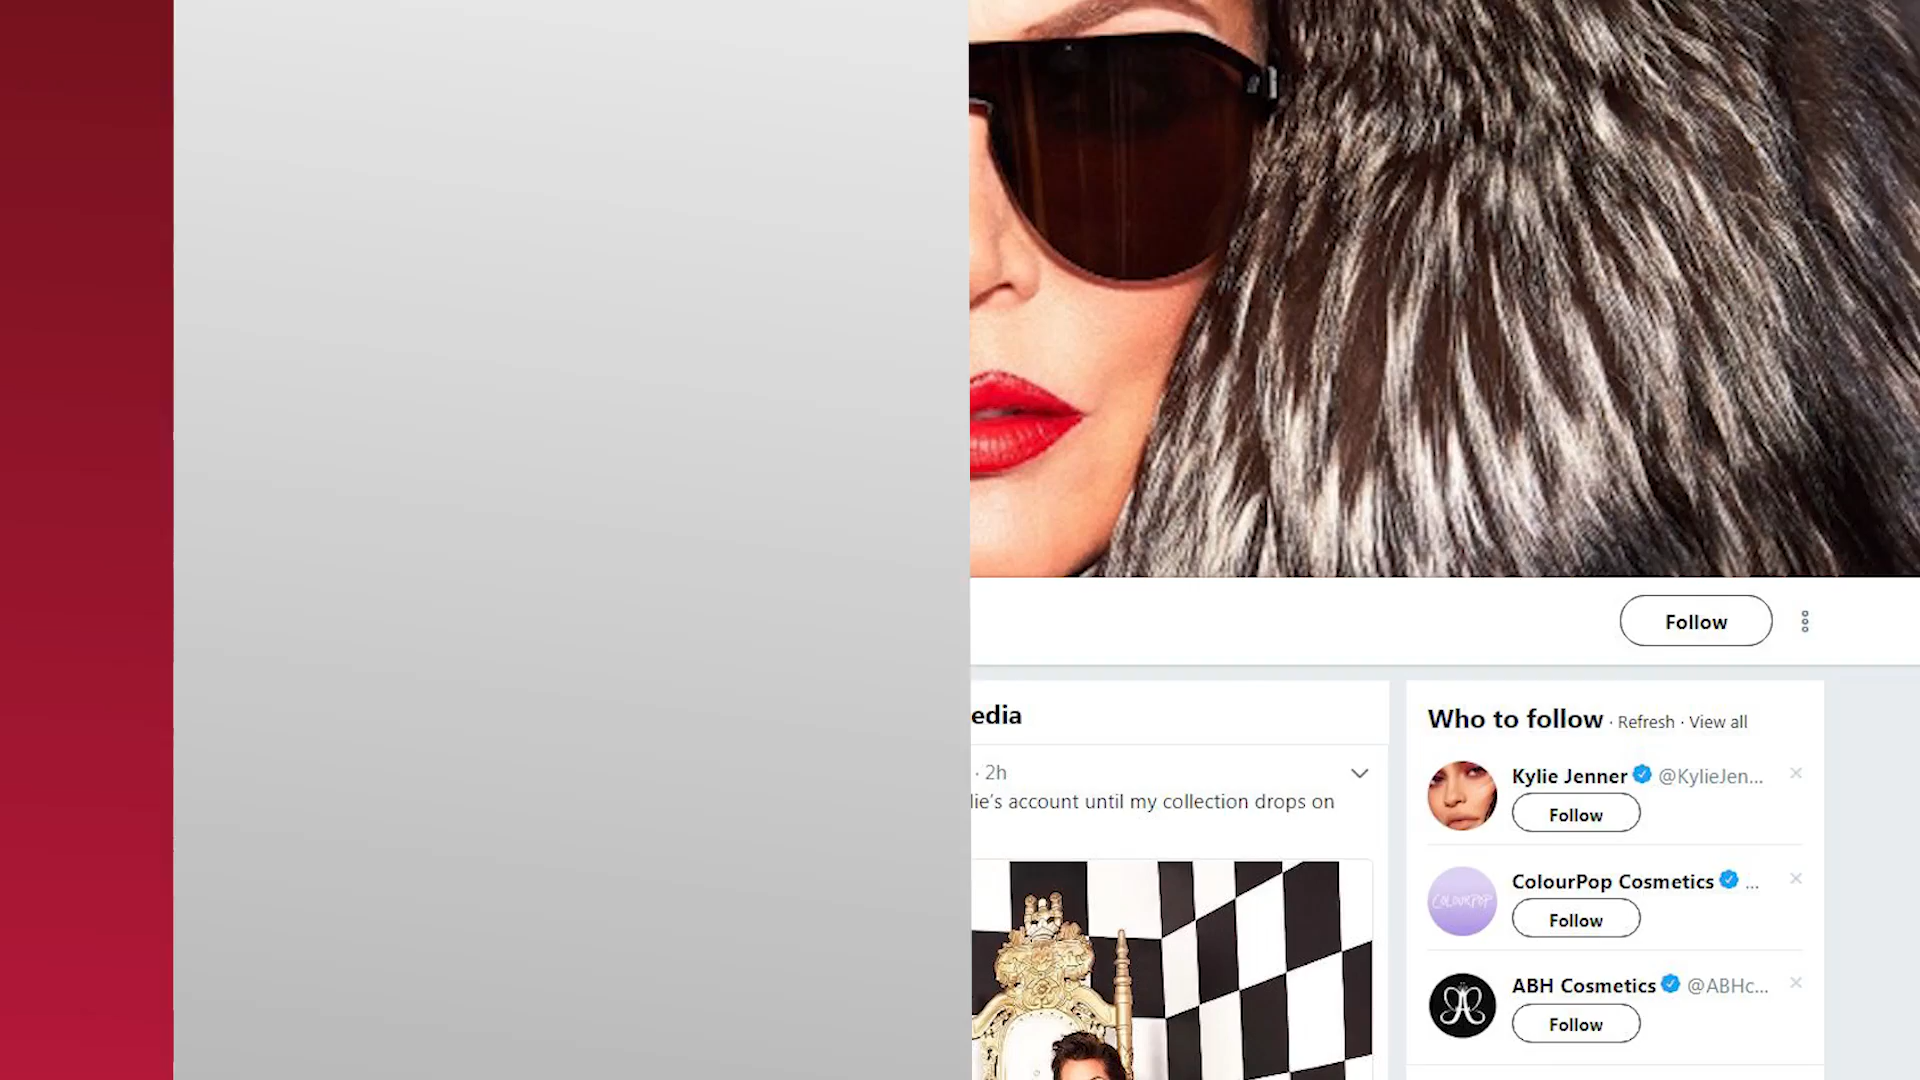 Follow
edia
Who to follow · Refresh · View all
· 2h
lie's account until my collection drops on
Kylie Jenner @KylieJen...
Follow
ColourPop Cosmetics ...
COLOURPOP
Follow
ABH Cosmetics @ABHc...
Follow